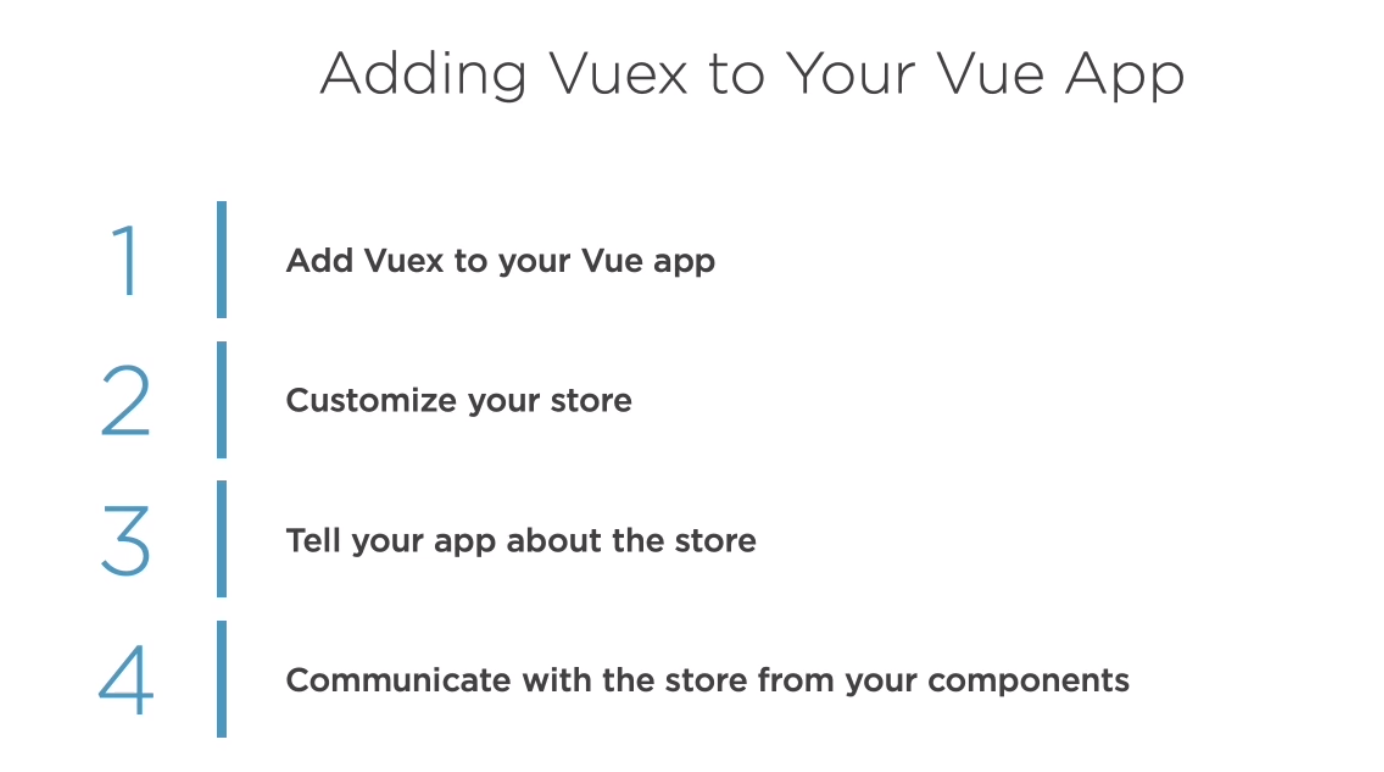 Adding Vuex to Your Vue App
1 Add Vuex to your Vue app
2 Customize your store
3 Tell your app about the store
4 Communicate with the store from your components